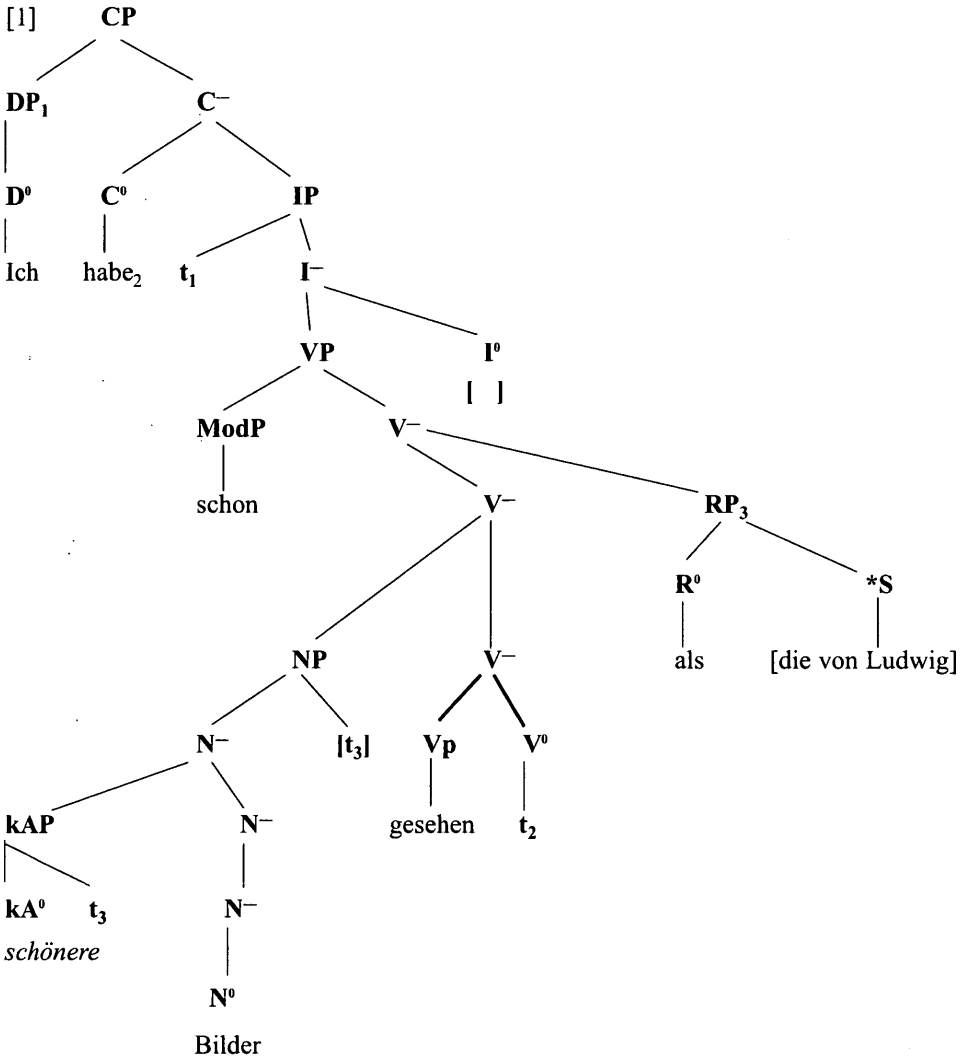 [1] CP
DP₁ C—
D⁰ C⁰ IP
Ich habe₂ t₁ I—
VP I⁰
[ ]
ModP V—
schon V— RP₃
R⁰ *S
NP V— als [die von Ludwig]
N— [t₃] Vp V⁰
kAP N— gesehen t₂
kA⁰ t₃ N—
schönere
N⁰
Bilder